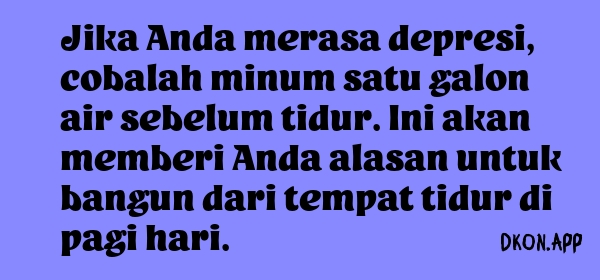 Jika Anda merasa depresi,
cobalah minum satu galon
air sebelum tidur. Ini akan
memberi Anda alasan untuk
bangun dari tempat tidur di
pagi hari.
DKON.APP